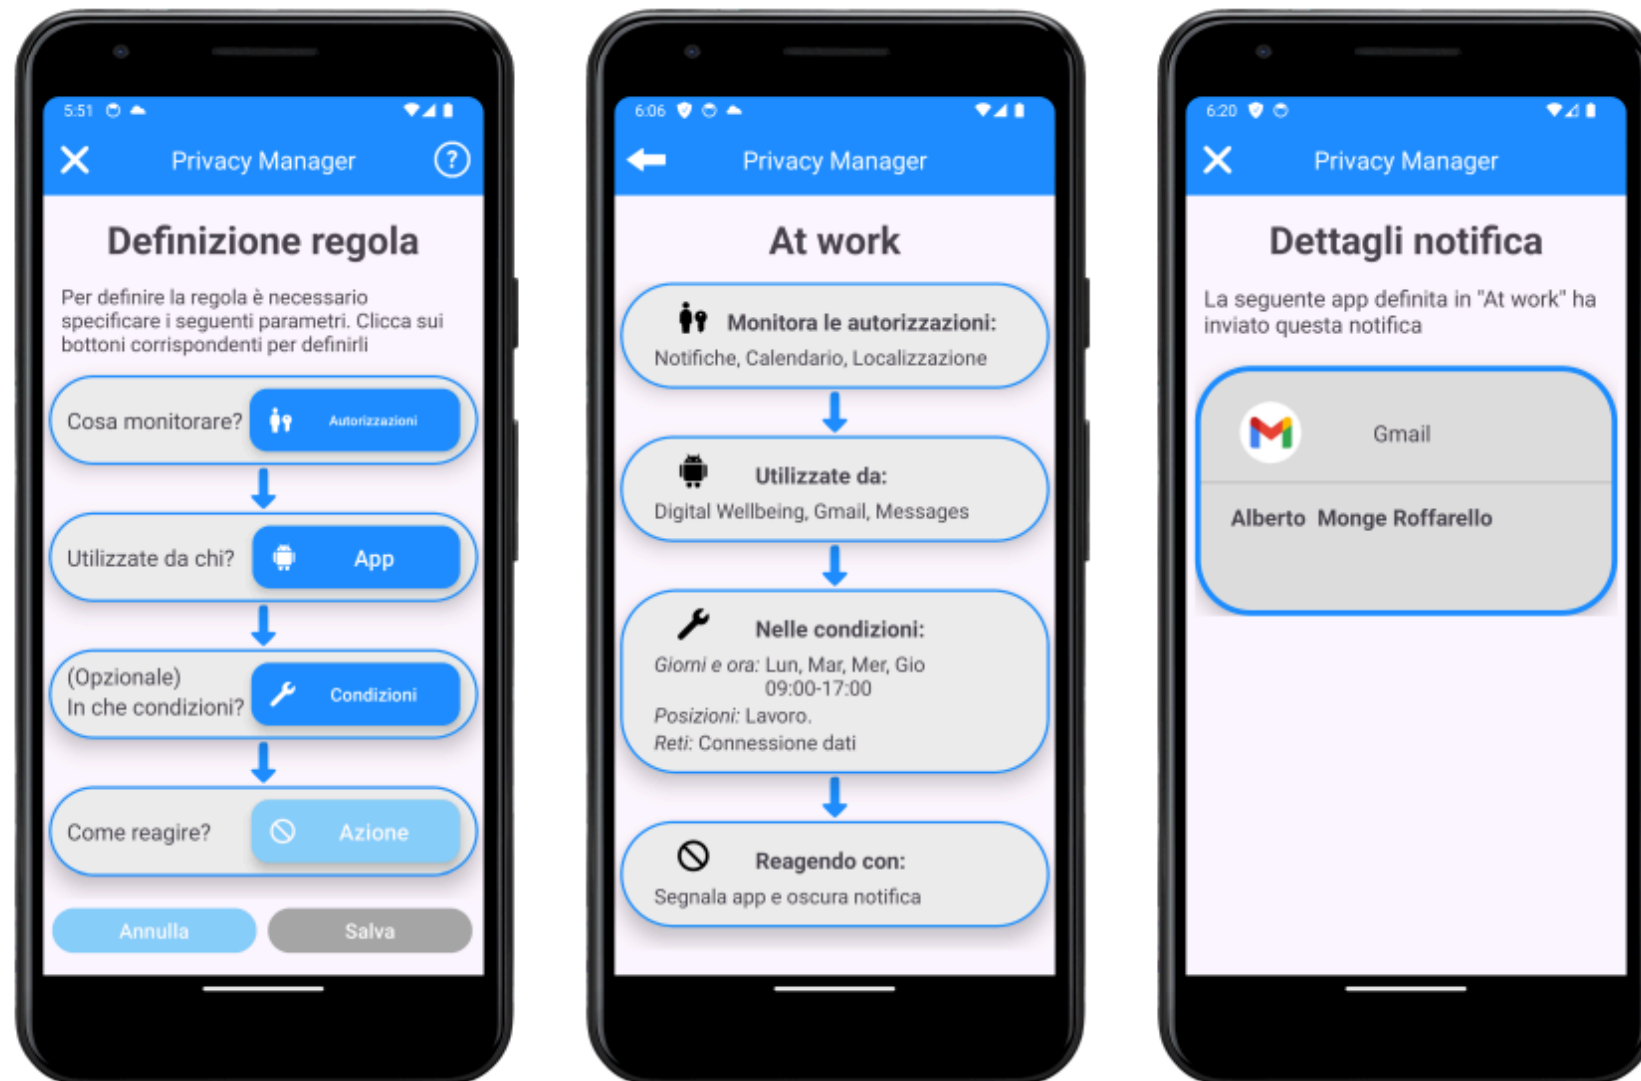 5:51
Privacy Manager
?
Definizione regola
Per definire la regola è necessario
specificare i seguenti parametri. Clicca sui
bottoni corrispondenti per definirli
Cosa monitorare?
Autorizzazioni
Utilizzate da chi?
App
(Opzionale)
In che condizioni?
Condizioni
Come reagire?
Azione
Annulla
Salva
6:06
Privacy Manager
At work
Monitora le autorizzazioni:
Notifiche, Calendario, Localizzazione
Utilizzate da:
Digital Wellbeing, Gmail, Messages
Nelle condizioni:
Giorni e ora: Lun, Mar, Mer, Gio
09:00-17:00
Posizioni: Lavoro.
Reti: Connessione dati
Reagendo con:
Segnala app e oscura notifica
6:20
Privacy Manager
Dettagli notifica
La seguente app definita in "At work" ha
inviato questa notifica
Gmail
Alberto Monge Roffarello